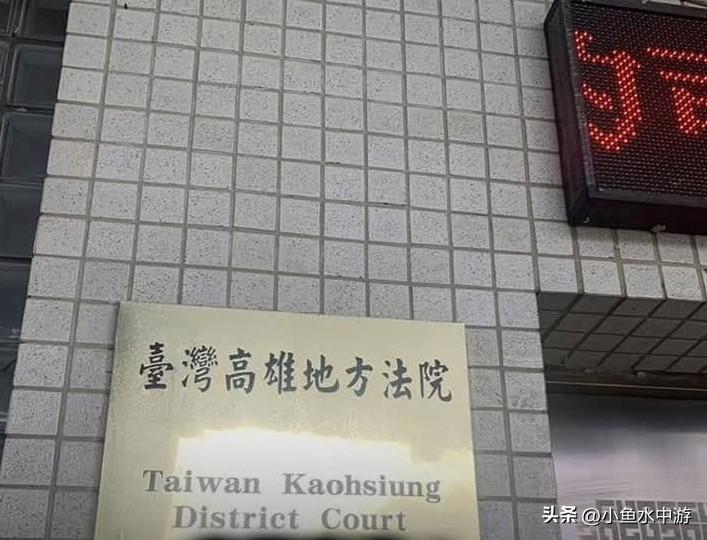 臺灣高雄地方法院
Taiwan Kaohsiung
District Court
头条 @小鱼水中游